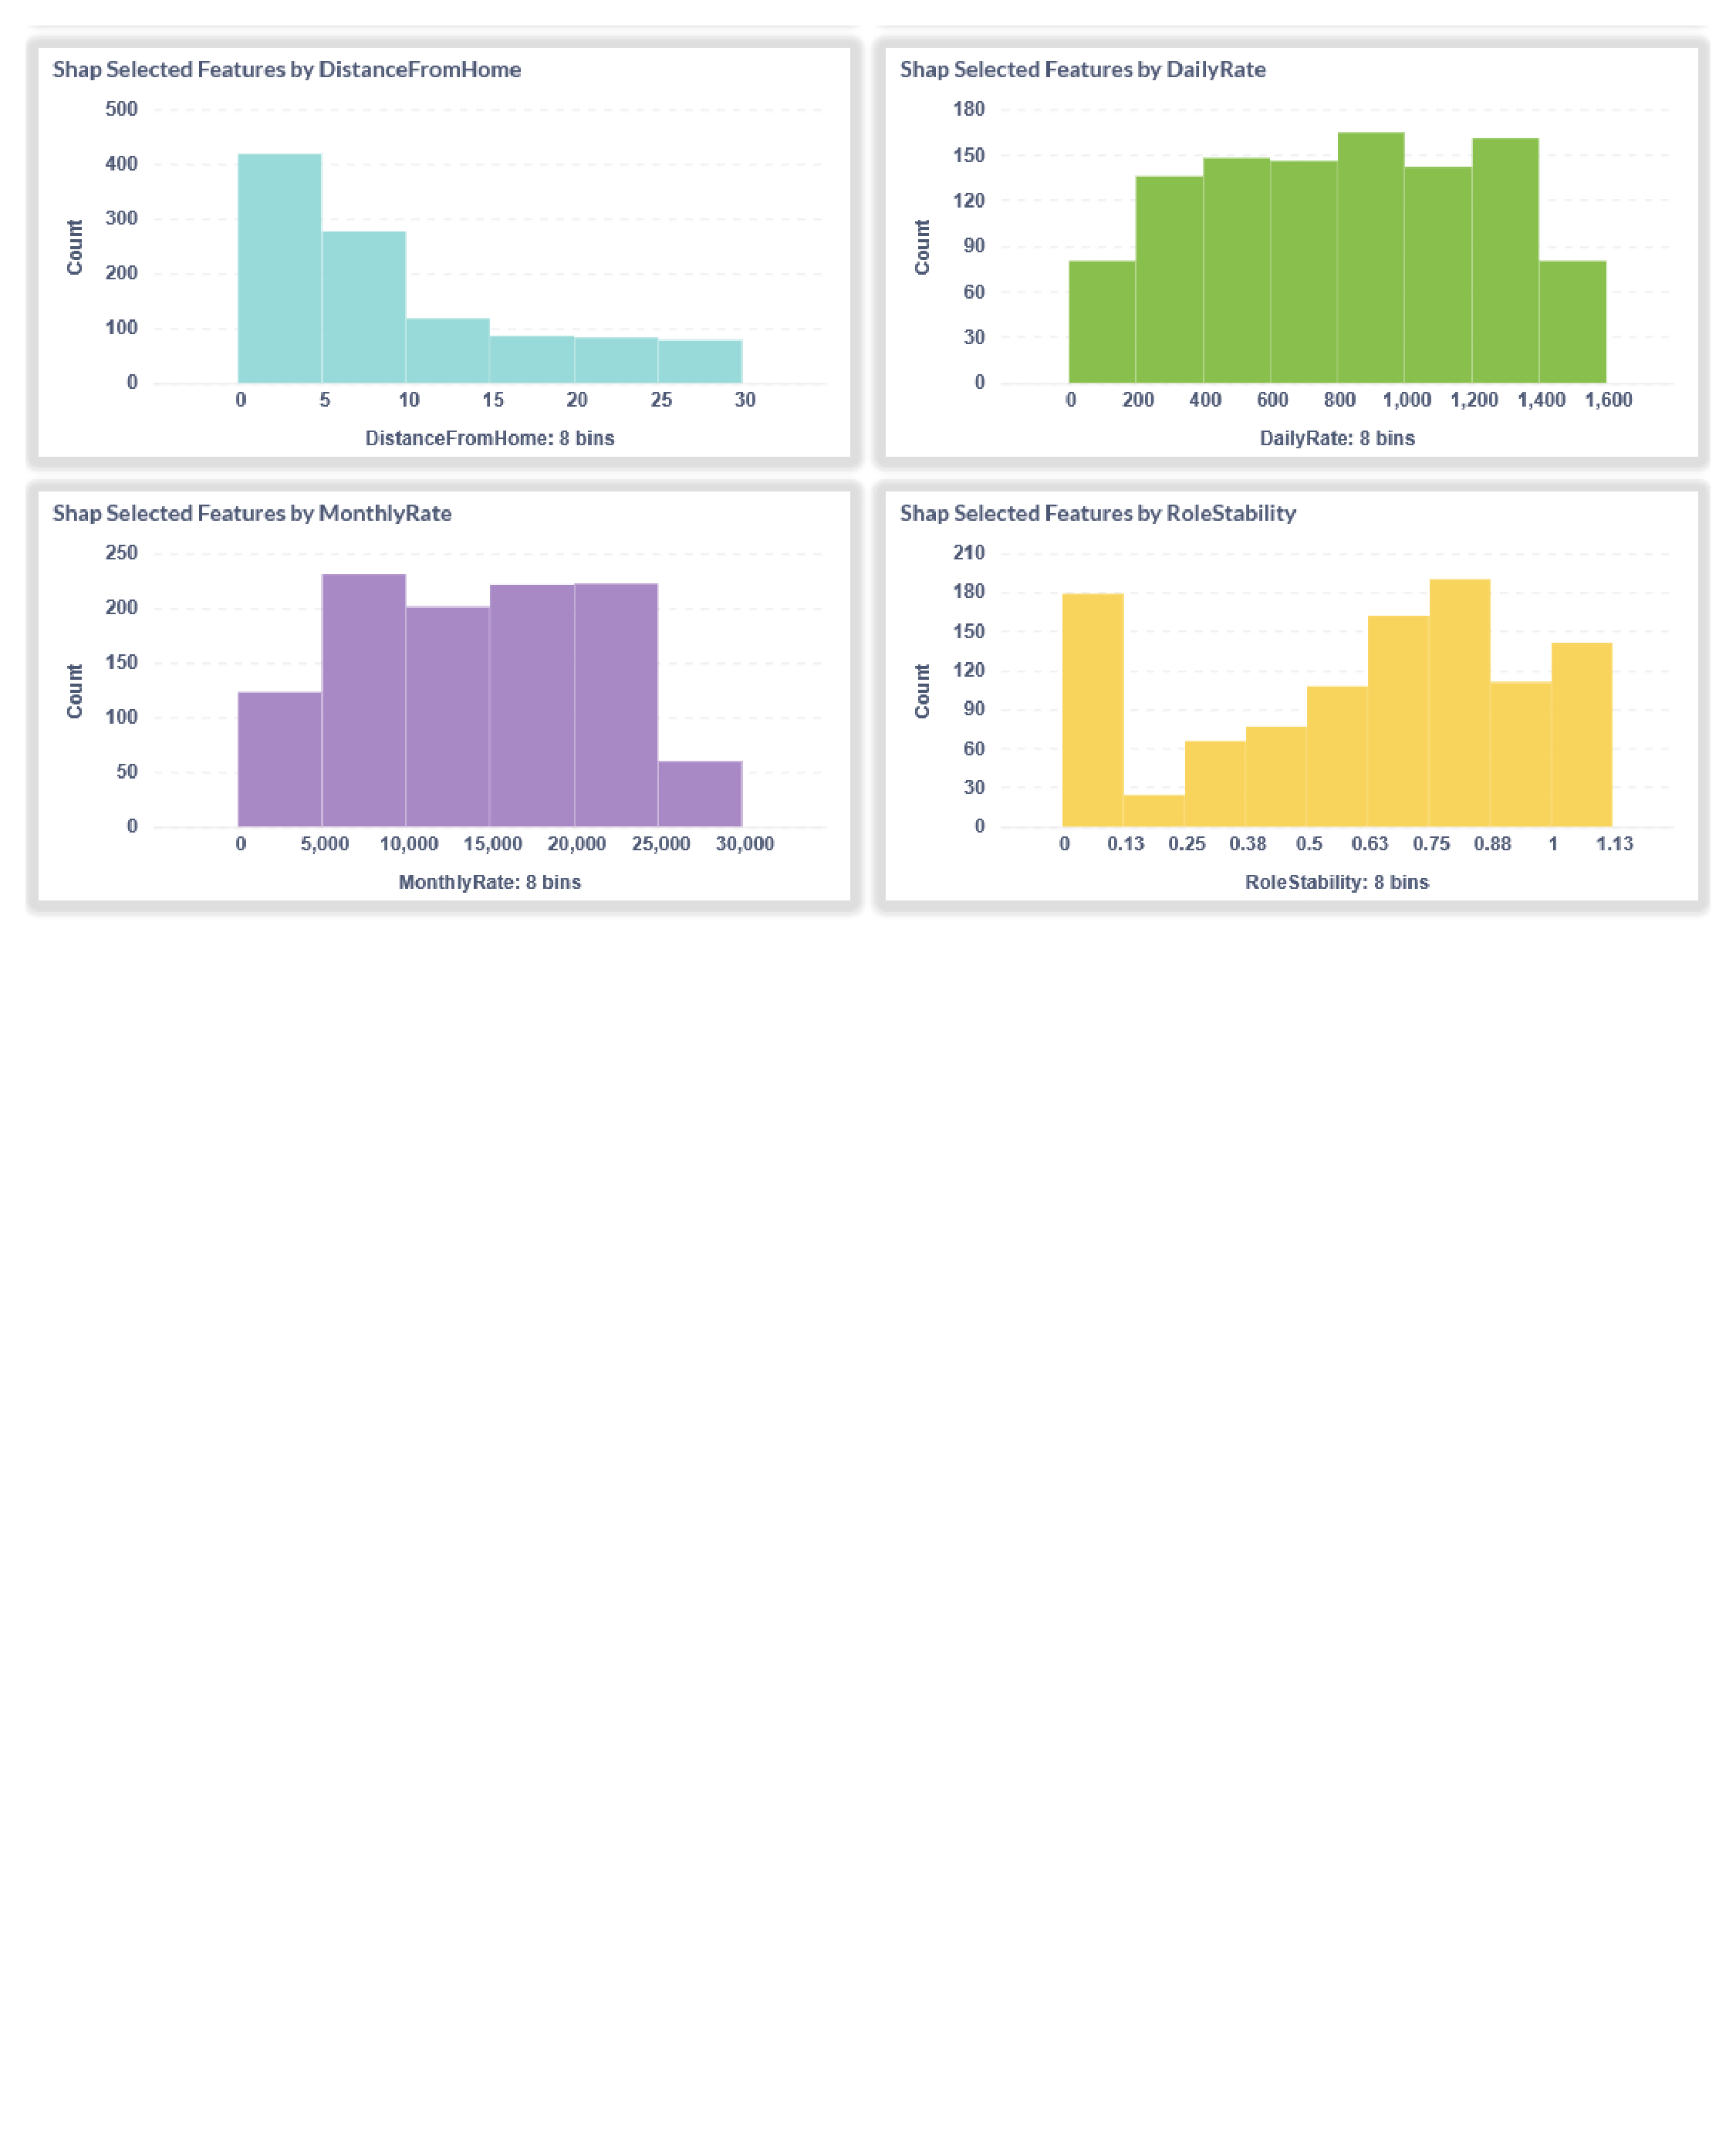 Shap Selected Features by DistanceFromHome
500
400
300
200
100
0
Count
0 5 10 15 20 25 30
DistanceFromHome: 8 bins
Shap Selected Features by DailyRate
180
150
120
90
60
30
0
Count
0 200 400 600 800 1,000 1,200 1,400 1,600
DailyRate: 8 bins
Shap Selected Features by MonthlyRate
250
200
150
100
50
0
Count
0 5,000 10,000 15,000 20,000 25,000 30,000
MonthlyRate: 8 bins
Shap Selected Features by RoleStability
210
180
150
120
90
60
30
0
Count
0 0.13 0.25 0.38 0.5 0.63 0.75 0.88 1 1.13
RoleStability: 8 bins